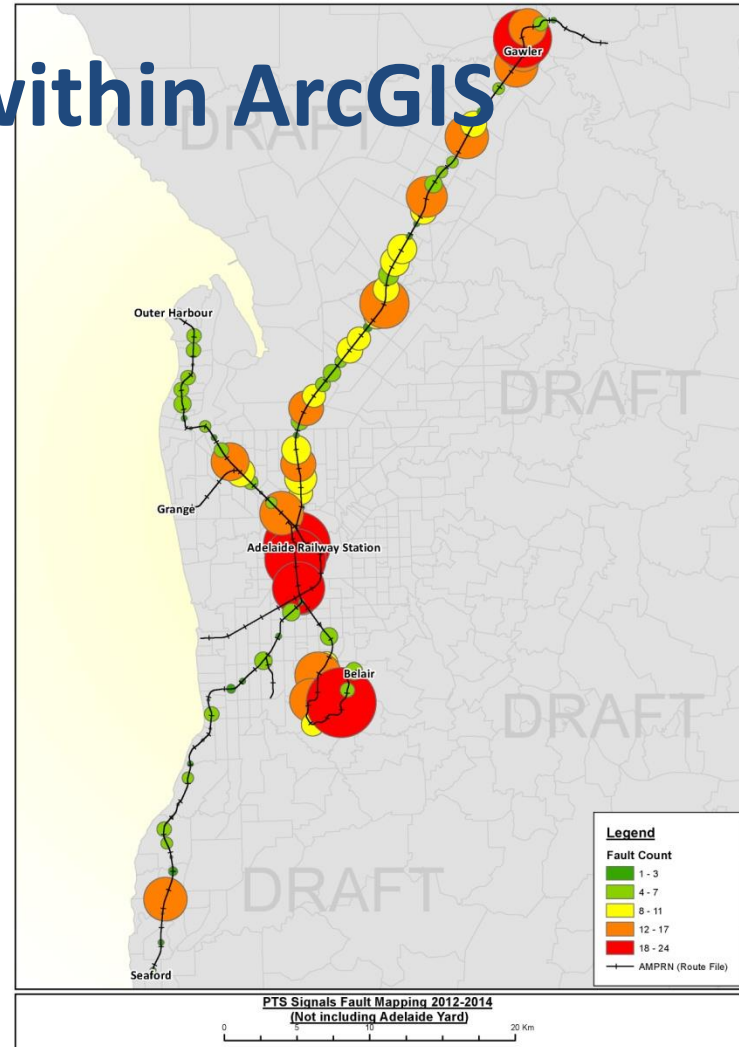 within ArcGIS
DRAFT
Gawler
Outer Harbour
DRAFT
Grange
Adelaide Railway Station
Belair
DRAFT
DRAFT
Seaford
Legend
Fault Count
1 - 3
4 - 7
8 - 11
12 - 17
18 - 24
AMPRN (Route File)
PTS Signals Fault Mapping 2012-2014
(Not including Adelaide Yard)
0 5 10 20 Km